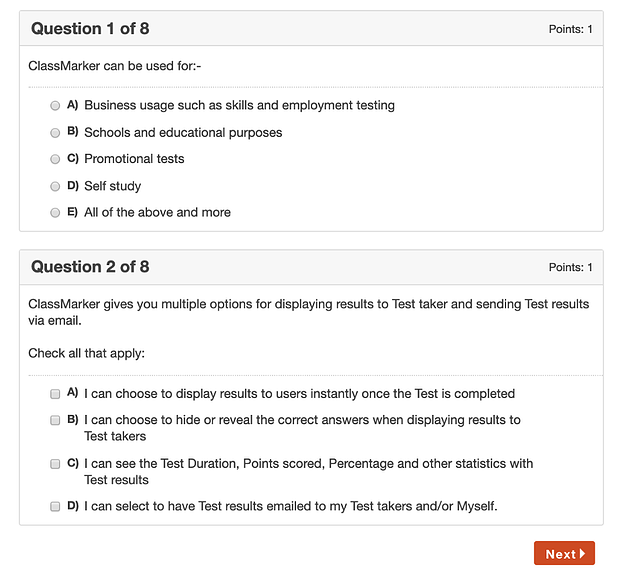 Question 1 of 8
Points: 1
ClassMarker can be used for:-
A) Business usage such as skills and employment testing
B) Schools and educational purposes
C) Promotional tests
D) Self study
E) All of the above and more
Question 2 of 8
Points: 1
ClassMarker gives you multiple options for displaying results to Test taker and sending Test results
via email.
Check all that apply:
A) I can choose to display results to users instantly once the Test is completed
B) I can choose to hide or reveal the correct answers when displaying results to
Test takers
C) I can see the Test Duration, Points scored, Percentage and other statistics with
Test results
D) I can select to have Test results emailed to my Test takers and/or Myself.
Next